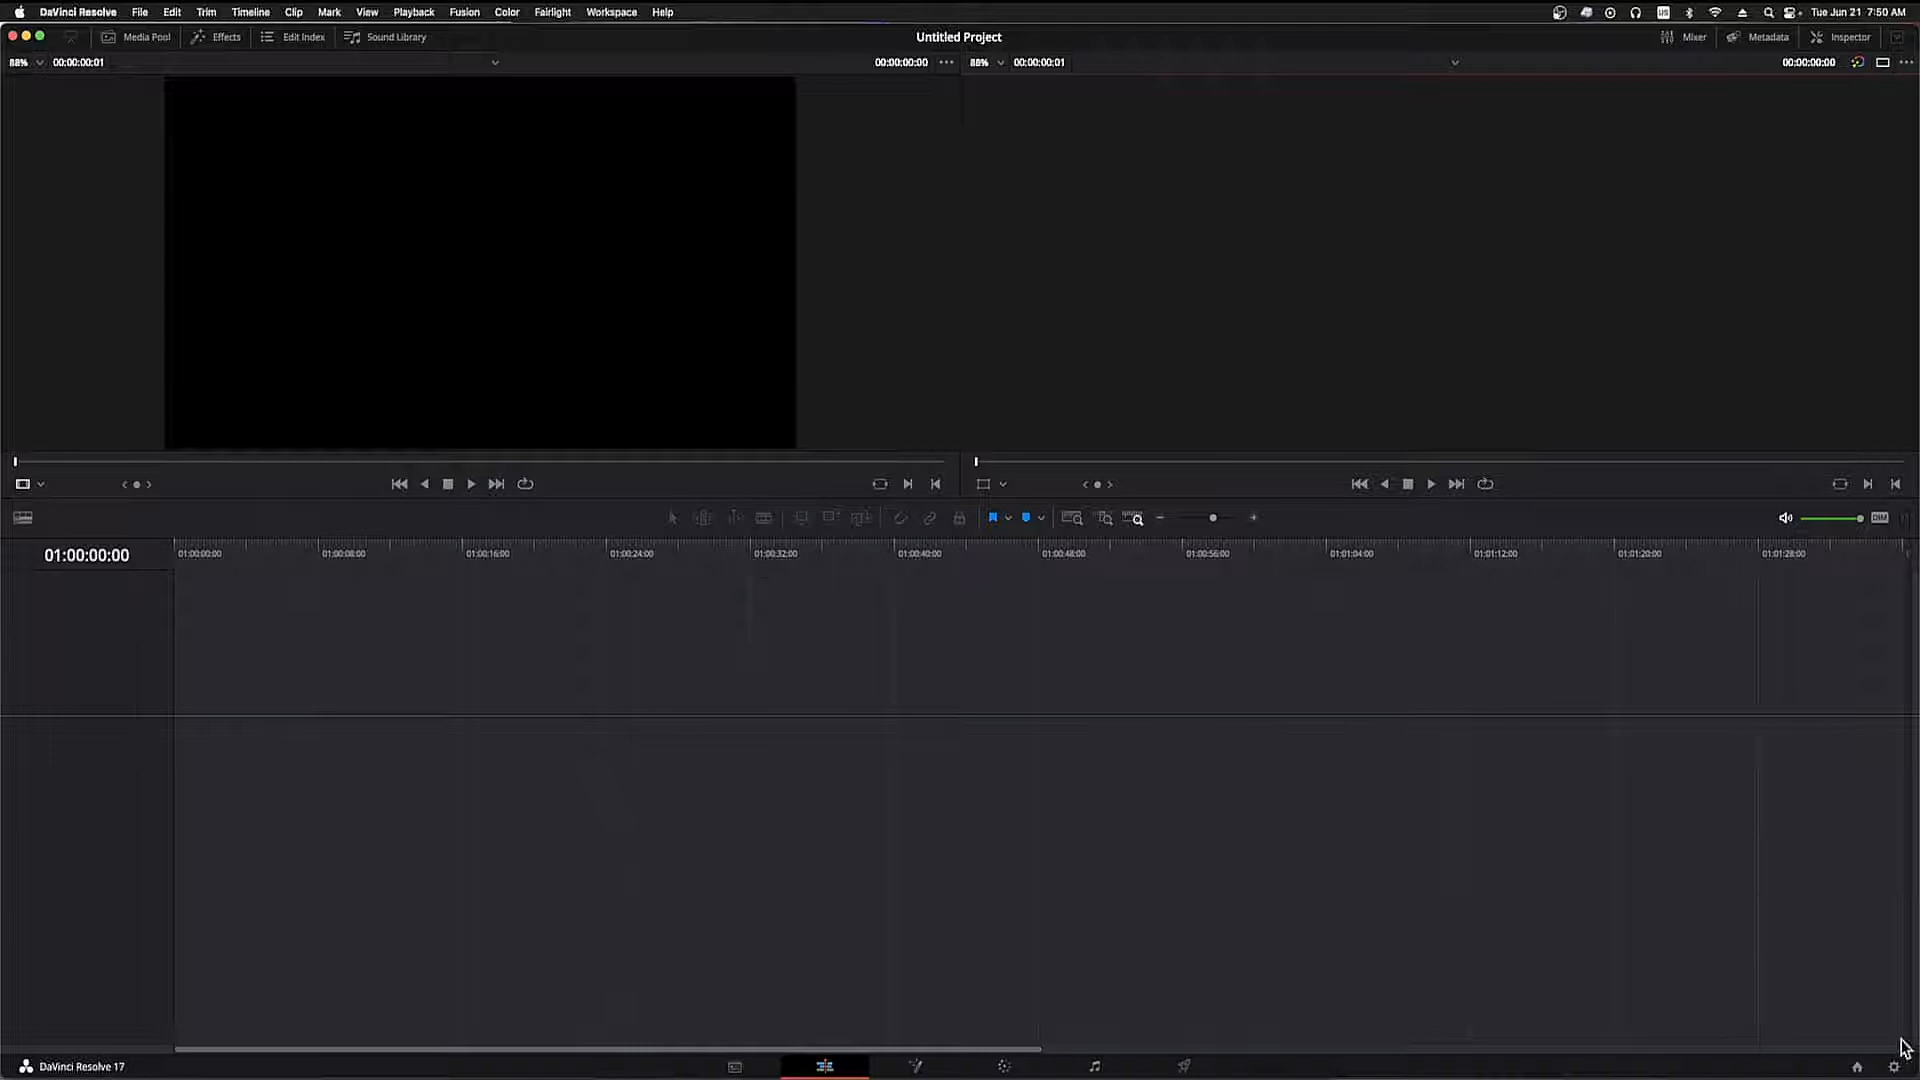 DaVinci Resolve File Edit Trim Timeline Clip Mark View Playback Fusion Color Fairlight Workspace Help Tue Jun 21 7:50 AM
Media Pool Effects Edit Index Sound Library Untitled Project Mixer Metadata Inspector
88% 00:00:00:01 00:00:00:00 88% 00:00:00:01 00:00:00:00
DIM
01:00:00:00 01:00:00:00 01:00:08:00 01:00:16:00 01:00:24:00 01:00:32:00 01:00:40:00 01:00:48:00 01:00:56:00 01:01:04:00 01:01:12:00 01:01:20:00 01:01:28:00
DaVinci Resolve 17